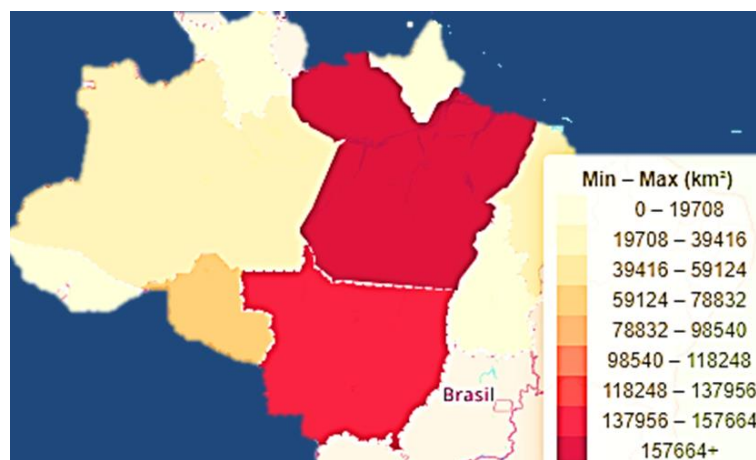 Min – Max (km²)
0 – 19708
19708 – 39416
39416 – 59124
59124 – 78832
78832 – 98540
98540 – 118248
118248 – 137956
137956 – 157664
157664+
Brasil